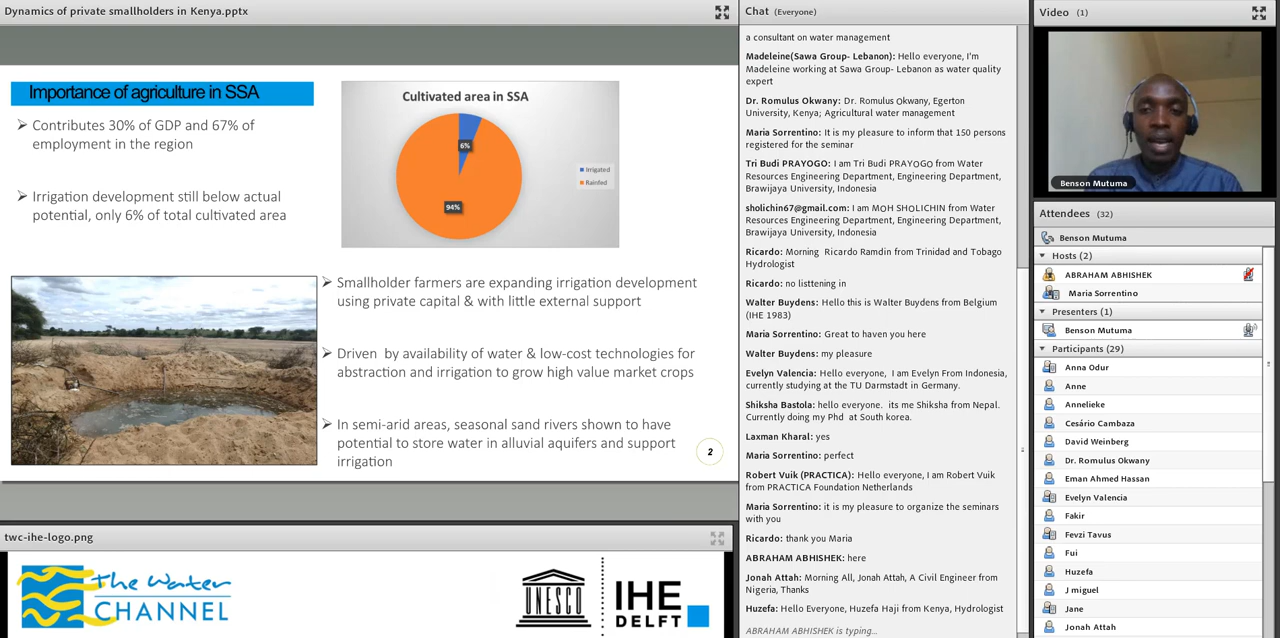 Dynamics of private smallholders in Kenya.pptx
Importance of agriculture in SSA
Contributes 30% of GDP and 67% of
employment in the region
Irrigation development still below actual
potential, only 6% of total cultivated area
Cultivated area in SSA
6%
94%
Irrigated
Rainfed
Smallholder farmers are expanding irrigation development
using private capital & with little external support
Driven by availability of water & low-cost technologies for
abstraction and irrigation to grow high value market crops
In semi-arid areas, seasonal sand rivers shown to have
potential to store water in alluvial aquifers and support
irrigation
2
twc-ihe-logo.png
the water
CHANNEL
UNESCO
IHE
DELFT
Chat (Everyone)
a consultant on water management
Madeleine(Sawa Group- Lebanon): Hello everyone, I'm
Madeleine working at Sawa Group- Lebanon as water quality
expert
Dr. Romulus Okwany: Dr. Romulus Okwany, Egerton
University, Kenya; Agricultural water management
Maria Sorrentino: It is my pleasure to inform that 150 persons
registered for the seminar
Tri Budi PRAYOGO: I am Tri Budi PRAYOGO from Water
Resources Engineering Department, Engineering Department,
Brawijaya University, Indonesia
sholichin67@gmail.com: I am MOH SHOLICHIN from Water
Resources Engineering Department, Engineering Department,
Brawijaya University, Indonesia
Ricardo: Morning Ricardo Ramdin from Trinidad and Tobago
Hydrologist
Ricardo: no listtening in
Walter Buydens: Hello this is Walter Buydens from Belgium
(IHE 1983)
Maria Sorrentino: Great to haven you here
Walter Buydens: my pleasure
Evelyn Valencia: Hello everyone, I am Evelyn From Indonesia,
currently studying at the TU Darmstadt in Germany.
Shiksha Bastola: hello everyone. its me Shiksha from Nepal.
Currently doing my Phd at South korea.
Laxman Kharal: yes
Maria Sorrentino: perfect
Robert Vuik (PRACTICA): Hello everyone, I am Robert Vuik
from PRACTICA Foundation Netherlands
Maria Sorrentino: it is my pleasure to organize the seminars
with you
Ricardo: thank you Maria
ABRAHAM ABHISHEK: here
Jonah Attah: Morning All, Jonah Attah, A Civil Engineer from
Nigeria, Thanks
Huzefa: Hello Everyone, Huzefa Haji from Kenya, Hydrologist
ABRAHAM ABHISHEK is typing...
Video (1)
Benson Mutuma
Attendees (32)
Benson Mutuma
Hosts (2)
ABRAHAM ABHISHEK
Maria Sorrentino
Presenters (1)
Benson Mutuma
Participants (29)
Anna Odur
Anne
Annelieke
Cesário Cambaza
David Weinberg
Dr. Romulus Okwany
Eman Ahmed Hassan
Evelyn Valencia
Fakir
Fevzi Tavus
Fui
Huzefa
J miguel
Jane
Jonah Attah